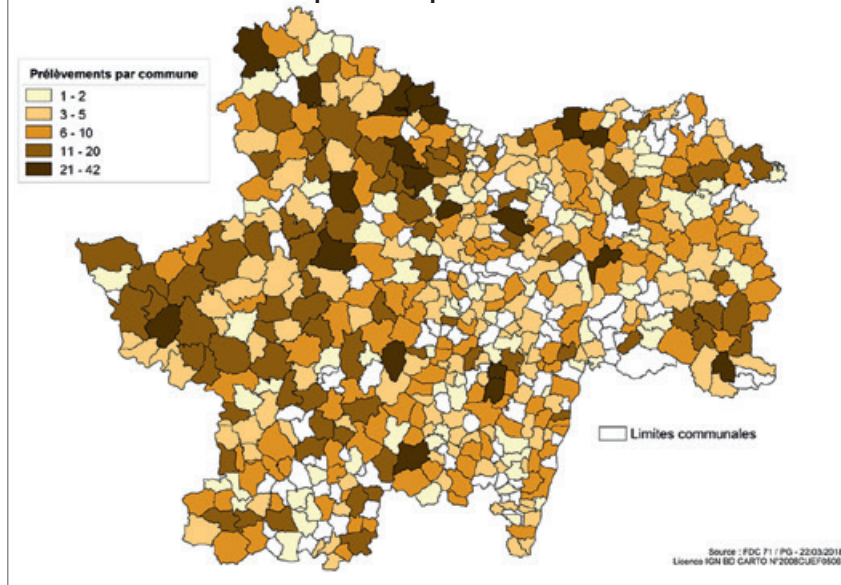 Prélèvements par commune
1 - 2
3 - 5
6 - 10
11 - 20
21 - 42
Limites communales
Source : FDC 71 / PG - 22/03/2018
Licence IGN BD CARTO